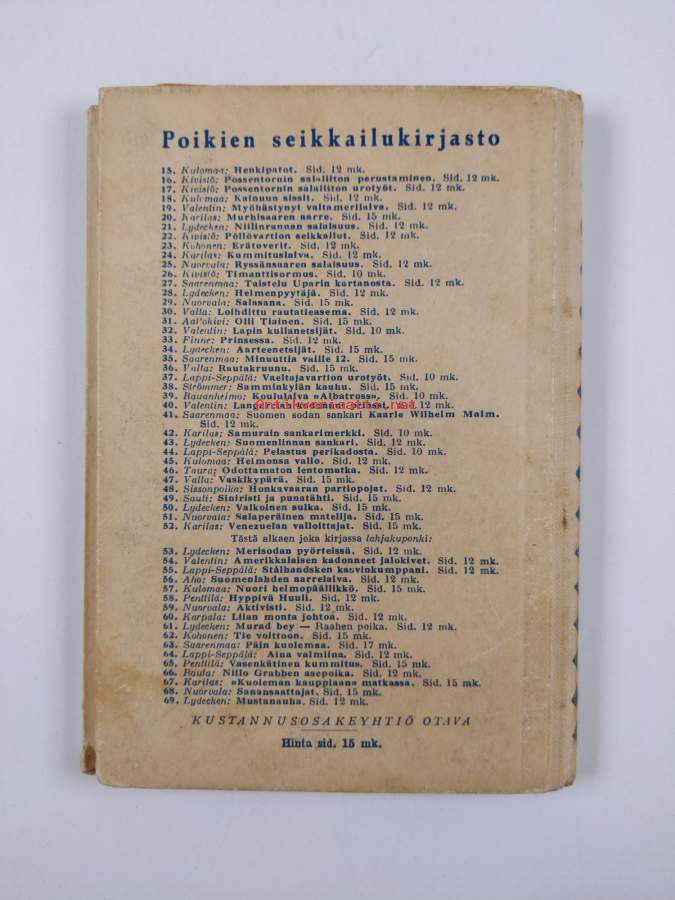 Poikien seikkailukirjasto
15. Kulomaa: Henkipatot. Sid. 12 mk.
16. Kivistö: Possentornin salaliiton perustaminen. Sid. 12 mk.
17. Kivistö: Possentornin salaliiton urotyöt. Sid. 12 mk.
18. Kulomaa: Kainuun sissit. Sid. 12 mk.
19. Valentin: Myöhästynyt valtamerilaiva. Sid. 12 mk.
20. Karilas: Murhisaaren aarre. Sid. 15 mk.
21. Lydecken: Niilinrannan salaisuus. Sid. 12 mk.
22. Kivistö: Pöllövartion seikkailut. Sid. 12 mk.
23. Kohonen: Erätoverit. Sid. 12 mk.
24. Karilas: Kummituslaiva. Sid. 12 mk.
25. Nuorvala: Ryssänsaaren salaisuus. Sid. 12 mk.
26. Kivistö: Timanttisormus. Sid. 10 mk.
27. Saarenmaa: Taistelu Uparin kartanosta. Sid. 12 mk.
28. Lydecken: Helmenpyytäjä. Sid. 12 mk.
29. Nuorvala: Salasana. Sid. 15 mk.
30. Valla: Loihdittu rautatieasema. Sid. 12 mk.
31. Aal'okivi: Olli Tiainen. Sid. 15 mk.
32. Valentin: Lapin kullanetsijät. Sid. 10 mk.
33. Finne: Prinsessa. Sid. 12 mk.
34. Lydecken: Aarteenetsijät. Sid. 15 mk.
35. Saarenmaa: Minuuttia vaille 12. Sid. 15 mk.
36. Valla: Rautakruunu. Sid. 15 mk.
37. Lappi-Seppälä: Vaeltajavartion urotyöt. Sid. 10 mk.
38. Strömmer: Samminkylän kauhu. Sid. 15 mk.
39. Rauanheimo: Koululaiva »Albatross». Sid. 10 mk.
40. Valentin: Sid. 12 mk.
antikvariaatti.net
41. Saarenmaa: Suomen sodan sankari Kaarle Wilhelm Malm.
Sid. 12 mk.
42. Karilas: Samurain sankarimerkki. Sid. 10 mk.
43. Lydecken: Suomenlinnan sankari. Sid. 12 mk.
44. Lappi-Seppälä: Pelastus perikadosta. Sid. 10 mk.
45. Kulomaa: Heimonsa valio. Sid. 12 mk.
46. Toura: Odottamaton lentomatka. Sid. 12 mk.
47. Valla: Vaskikypärä. Sid. 15 mk.
48. Sissonpoika: Honkavaaran partiopojat. Sid. 12 mk.
49. Sauli: Siniristi ja punatähti. Sid. 15 mk.
50. Lydecken: Valkoinen sulka. Sid. 15 mk.
51. Nuorvala: Salaperäinen matelija. Sid. 15 mk.
52. Karilas: Venezuelan valloittajat. Sid. 15 mk.
Tästä alkaen joka kirjassa lahjakuponki:
53. Lydecken: Merisodan pyörteissä. Sid. 12 mk.
54. Valentin: Amerikkalaisen kadonneet jalokivet. Sid. 12 mk.
55. Lappi-Seppälä: Stålhandsken kasvinkumppani. Sid. 12 mk.
56. Aho: Suomenlahden aarrelaiva. Sid. 12 mk.
57. Kulomaa: Nuori heimopäällikkö. Sid. 15 mk.
58. Penttilä: Hyppivä Huuli. Sid. 12 mk.
59. Nuorvala: Aktivisti. Sid. 12 mk.
60. Karpala: Liian monta johtoa. Sid. 12 mk.
61. Lydecken: Murad bey — Raahen poika. Sid. 12 mk.
62. Kohonen: Tie voittoon. Sid. 15 mk.
63. Saarenmaa: Päin kuolemaa. Sid. 17 mk.
64. Lappi-Seppälä: Aina valmiina. Sid. 12 mk.
65. Penttilä: Vasenkätinen kummitus. Sid. 15 mk.
66. Rauta: Niilo Grabben asepoika. Sid. 12 mk.
67. Karilas: »Kuoleman kauppiaan» matkassa. Sid. 15 mk.
68. Nuorvala: Sanansaattajat. Sid. 15 mk.
69. Lydecken: Mustanauha. Sid. 12 mk.
KUSTANNUSOSAKEYHTIÖ OTAVA
Hinta sid. 15 mk.